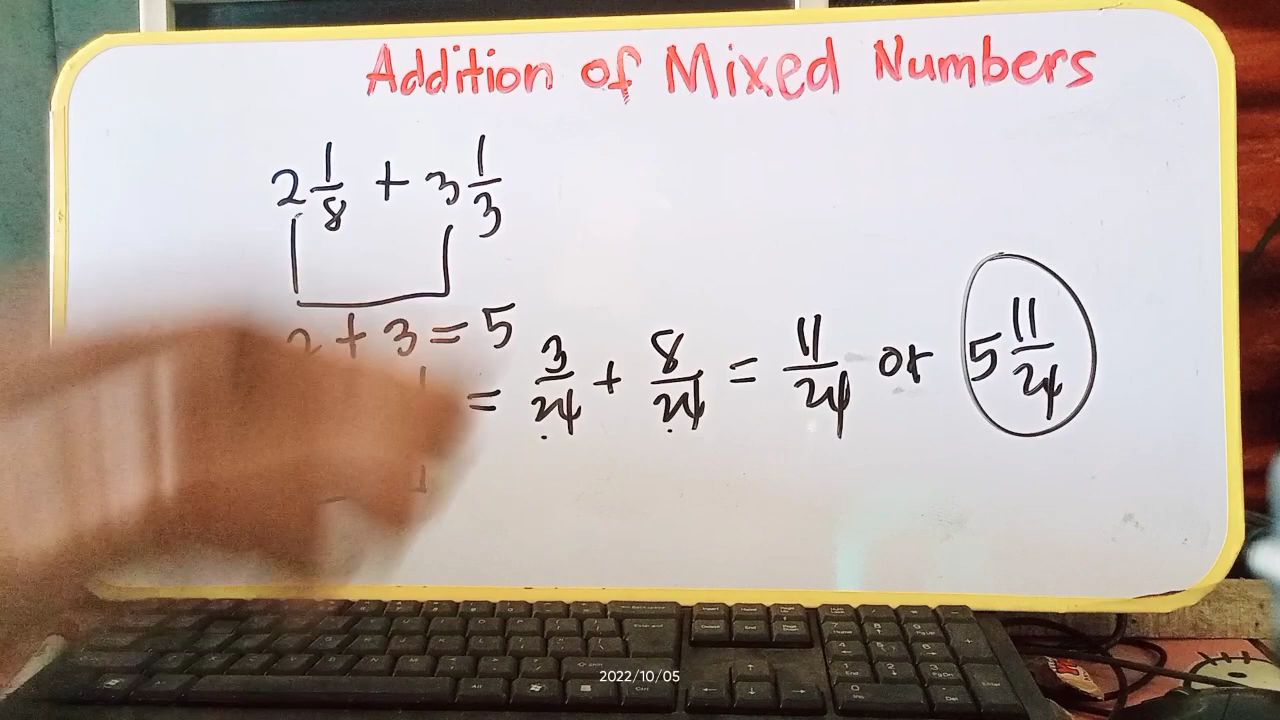 Addition of Mixed Numbers
2 1/8 + 3 1/3
2 + 3 = 5
= 3/24 + 8/24 = 11/24 or 5 11/24
2022/10/05